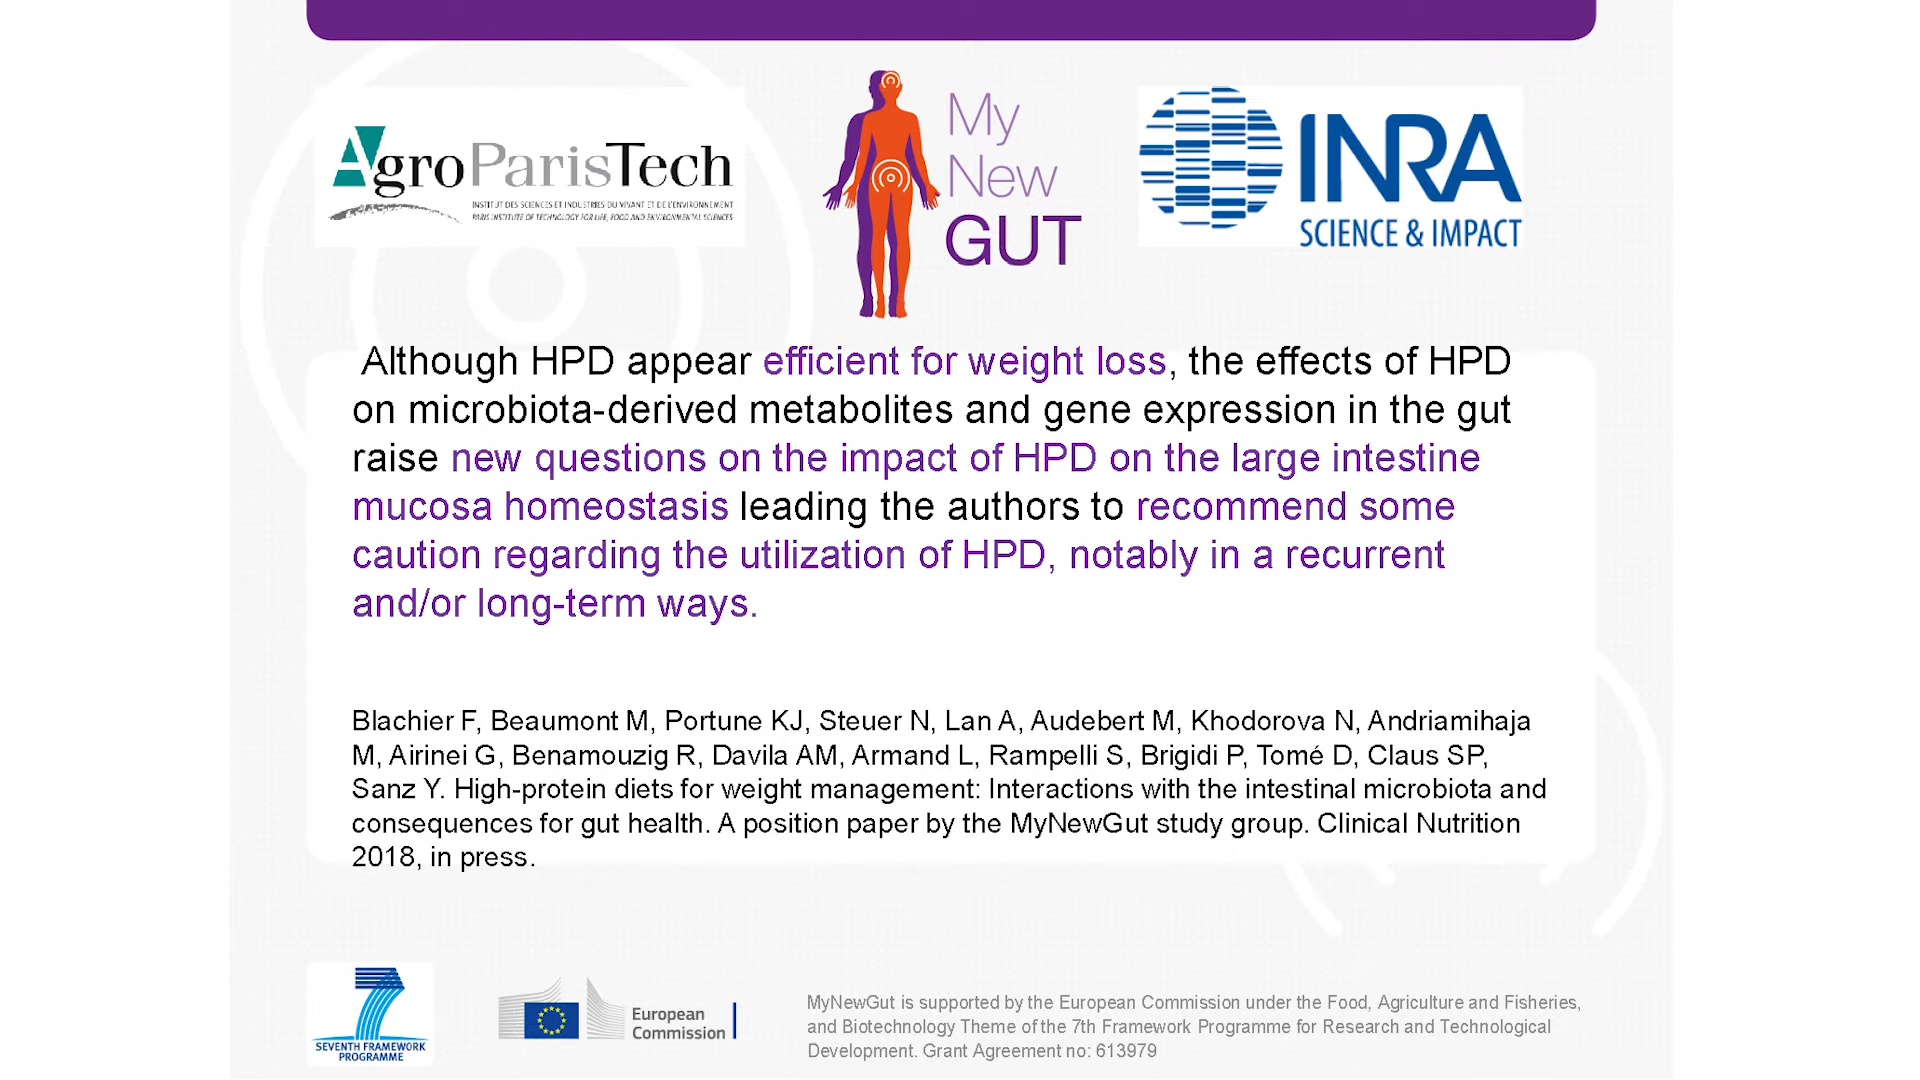 AgroParisTech
INSTITUT DES SCIENCES ET INDUSTRIES DU VIVANT ET DE L'ENVIRONNEMENT
PARIS INSTITUTE OF TECHNOLOGY FOR LIFE, FOOD AND ENVIRONMENTAL SCIENCES
My
New
GUT
INRA
SCIENCE & IMPACT
Although HPD appear efficient for weight loss, the effects of HPD
on microbiota-derived metabolites and gene expression in the gut
raise new questions on the impact of HPD on the large intestine
mucosa homeostasis leading the authors to recommend some
caution regarding the utilization of HPD, notably in a recurrent
and/or long-term ways.
Blachier F, Beaumont M, Portune KJ, Steuer N, Lan A, Audebert M, Khodorova N, Andriamihaja
M, Airinei G, Benamouzig R, Davila AM, Armand L, Rampelli S, Brigidi P, Tomé D, Claus SP,
Sanz Y. High-protein diets for weight management: Interactions with the intestinal microbiota and
consequences for gut health. A position paper by the MyNewGut study group. Clinical Nutrition
2018, in press.
SEVENTH FRAMEWORK
PROGRAMME
European
Commission
MyNewGut is supported by the European Commission under the Food, Agriculture and Fisheries,
and Biotechnology Theme of the 7th Framework Programme for Research and Technological
Development. Grant Agreement no: 613979